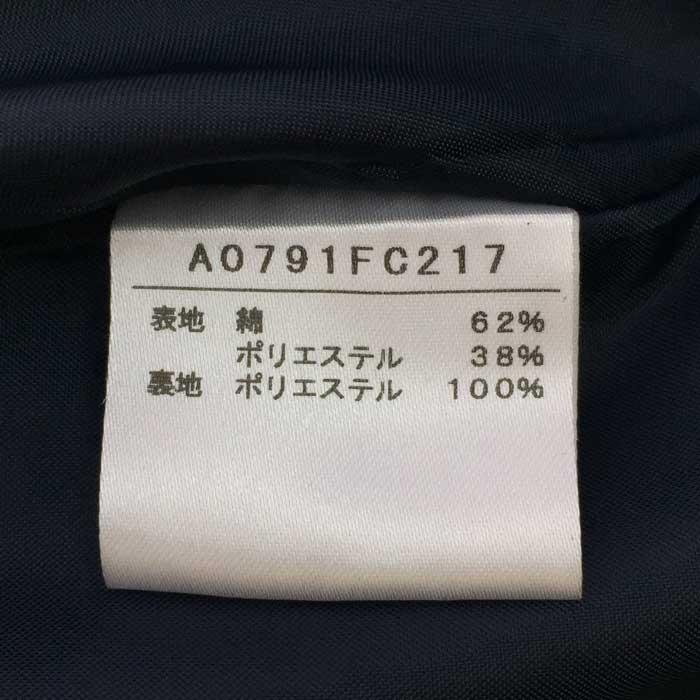 A0791FC217
表地 綿 62%
ポリエステル 38%
裏地 ポリエステル 100%